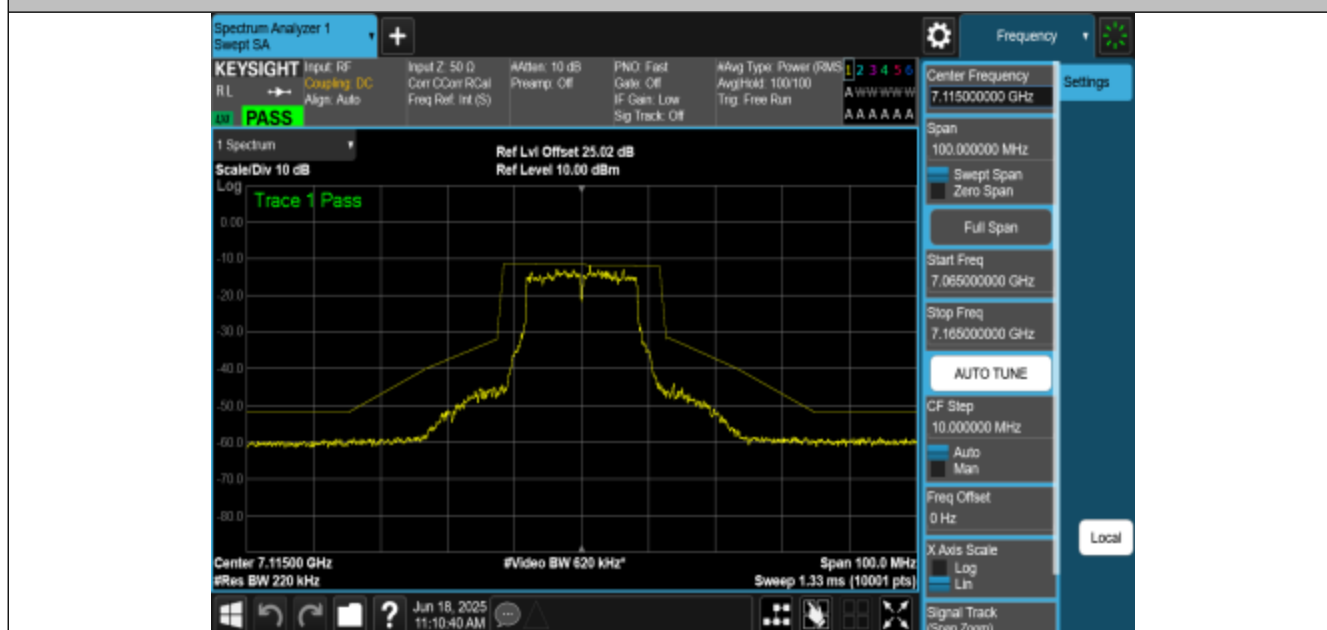 Spectrum Analyzer 1
Swept SA
+
Frequency
KEYSIGHT
RL
PASS
Input: RF
Coupling: DC
Align: Auto
Input Z: 50 Ω
Corr CCorr RCal
Freq Ref: Int (S)
#Atten: 10 dB
Preamp: Off
PNO: Fast
Gate: Off
IF Gain: Low
Sig Track: Off
#Avg Type: Power (RMS
Avg|Hold: 100/100
Trig: Free Run
1 2 3 4 5 6
A W W W W W
A A A A A A
1 Spectrum
Scale/Div 10 dB
Ref Lvl Offset 25.02 dB
Ref Level 10.00 dBm
Log
Trace 1 Pass
0.00
-10.0
-20.0
-30.0
-40.0
-50.0
-60.0
-70.0
-80.0
Center 7.11500 GHz
#Video BW 620 kHz*
Span 100.0 MHz
#Res BW 220 kHz
Sweep 1.33 ms (10001 pts)
Center Frequency
7.115000000 GHz
Settings
Span
100.000000 MHz
Swept Span
Zero Span
Full Span
Start Freq
7.065000000 GHz
Stop Freq
7.165000000 GHz
AUTO TUNE
CF Step
10.000000 MHz
Auto
Man
Freq Offset
0 Hz
X Axis Scale
Log
Lin
Signal Track
(Span Zoom)
Local
?
Jun 18, 2025
11:10:40 AM